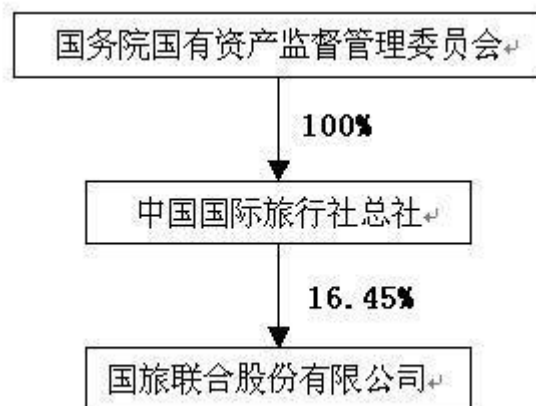 国务院国有资产监督管理委员会
100%
中国国际旅行社总社
16.45%
国旅联合股份有限公司